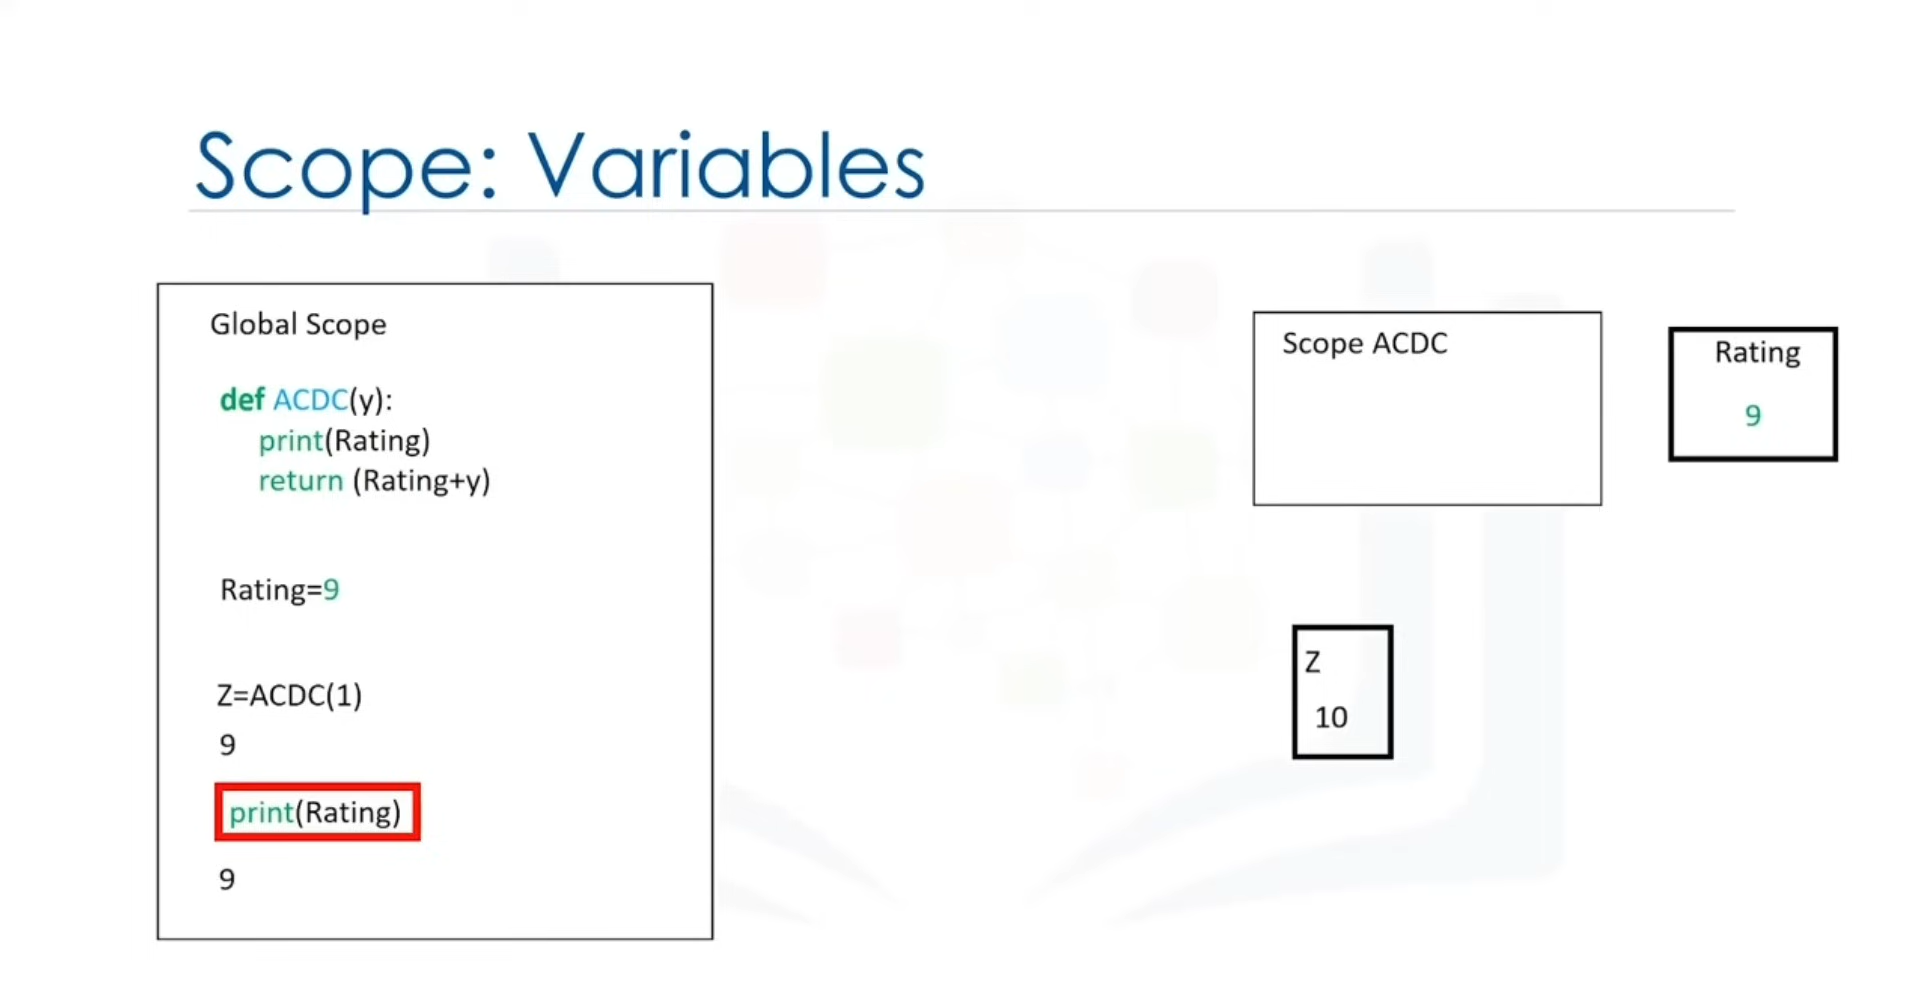 Scope: Variables
Global Scope
def ACDC(y):
print(Rating)
return (Rating+y)
Rating=9
Z=ACDC(1)
9
print(Rating)
9
Scope ACDC
Rating
9
Z
10